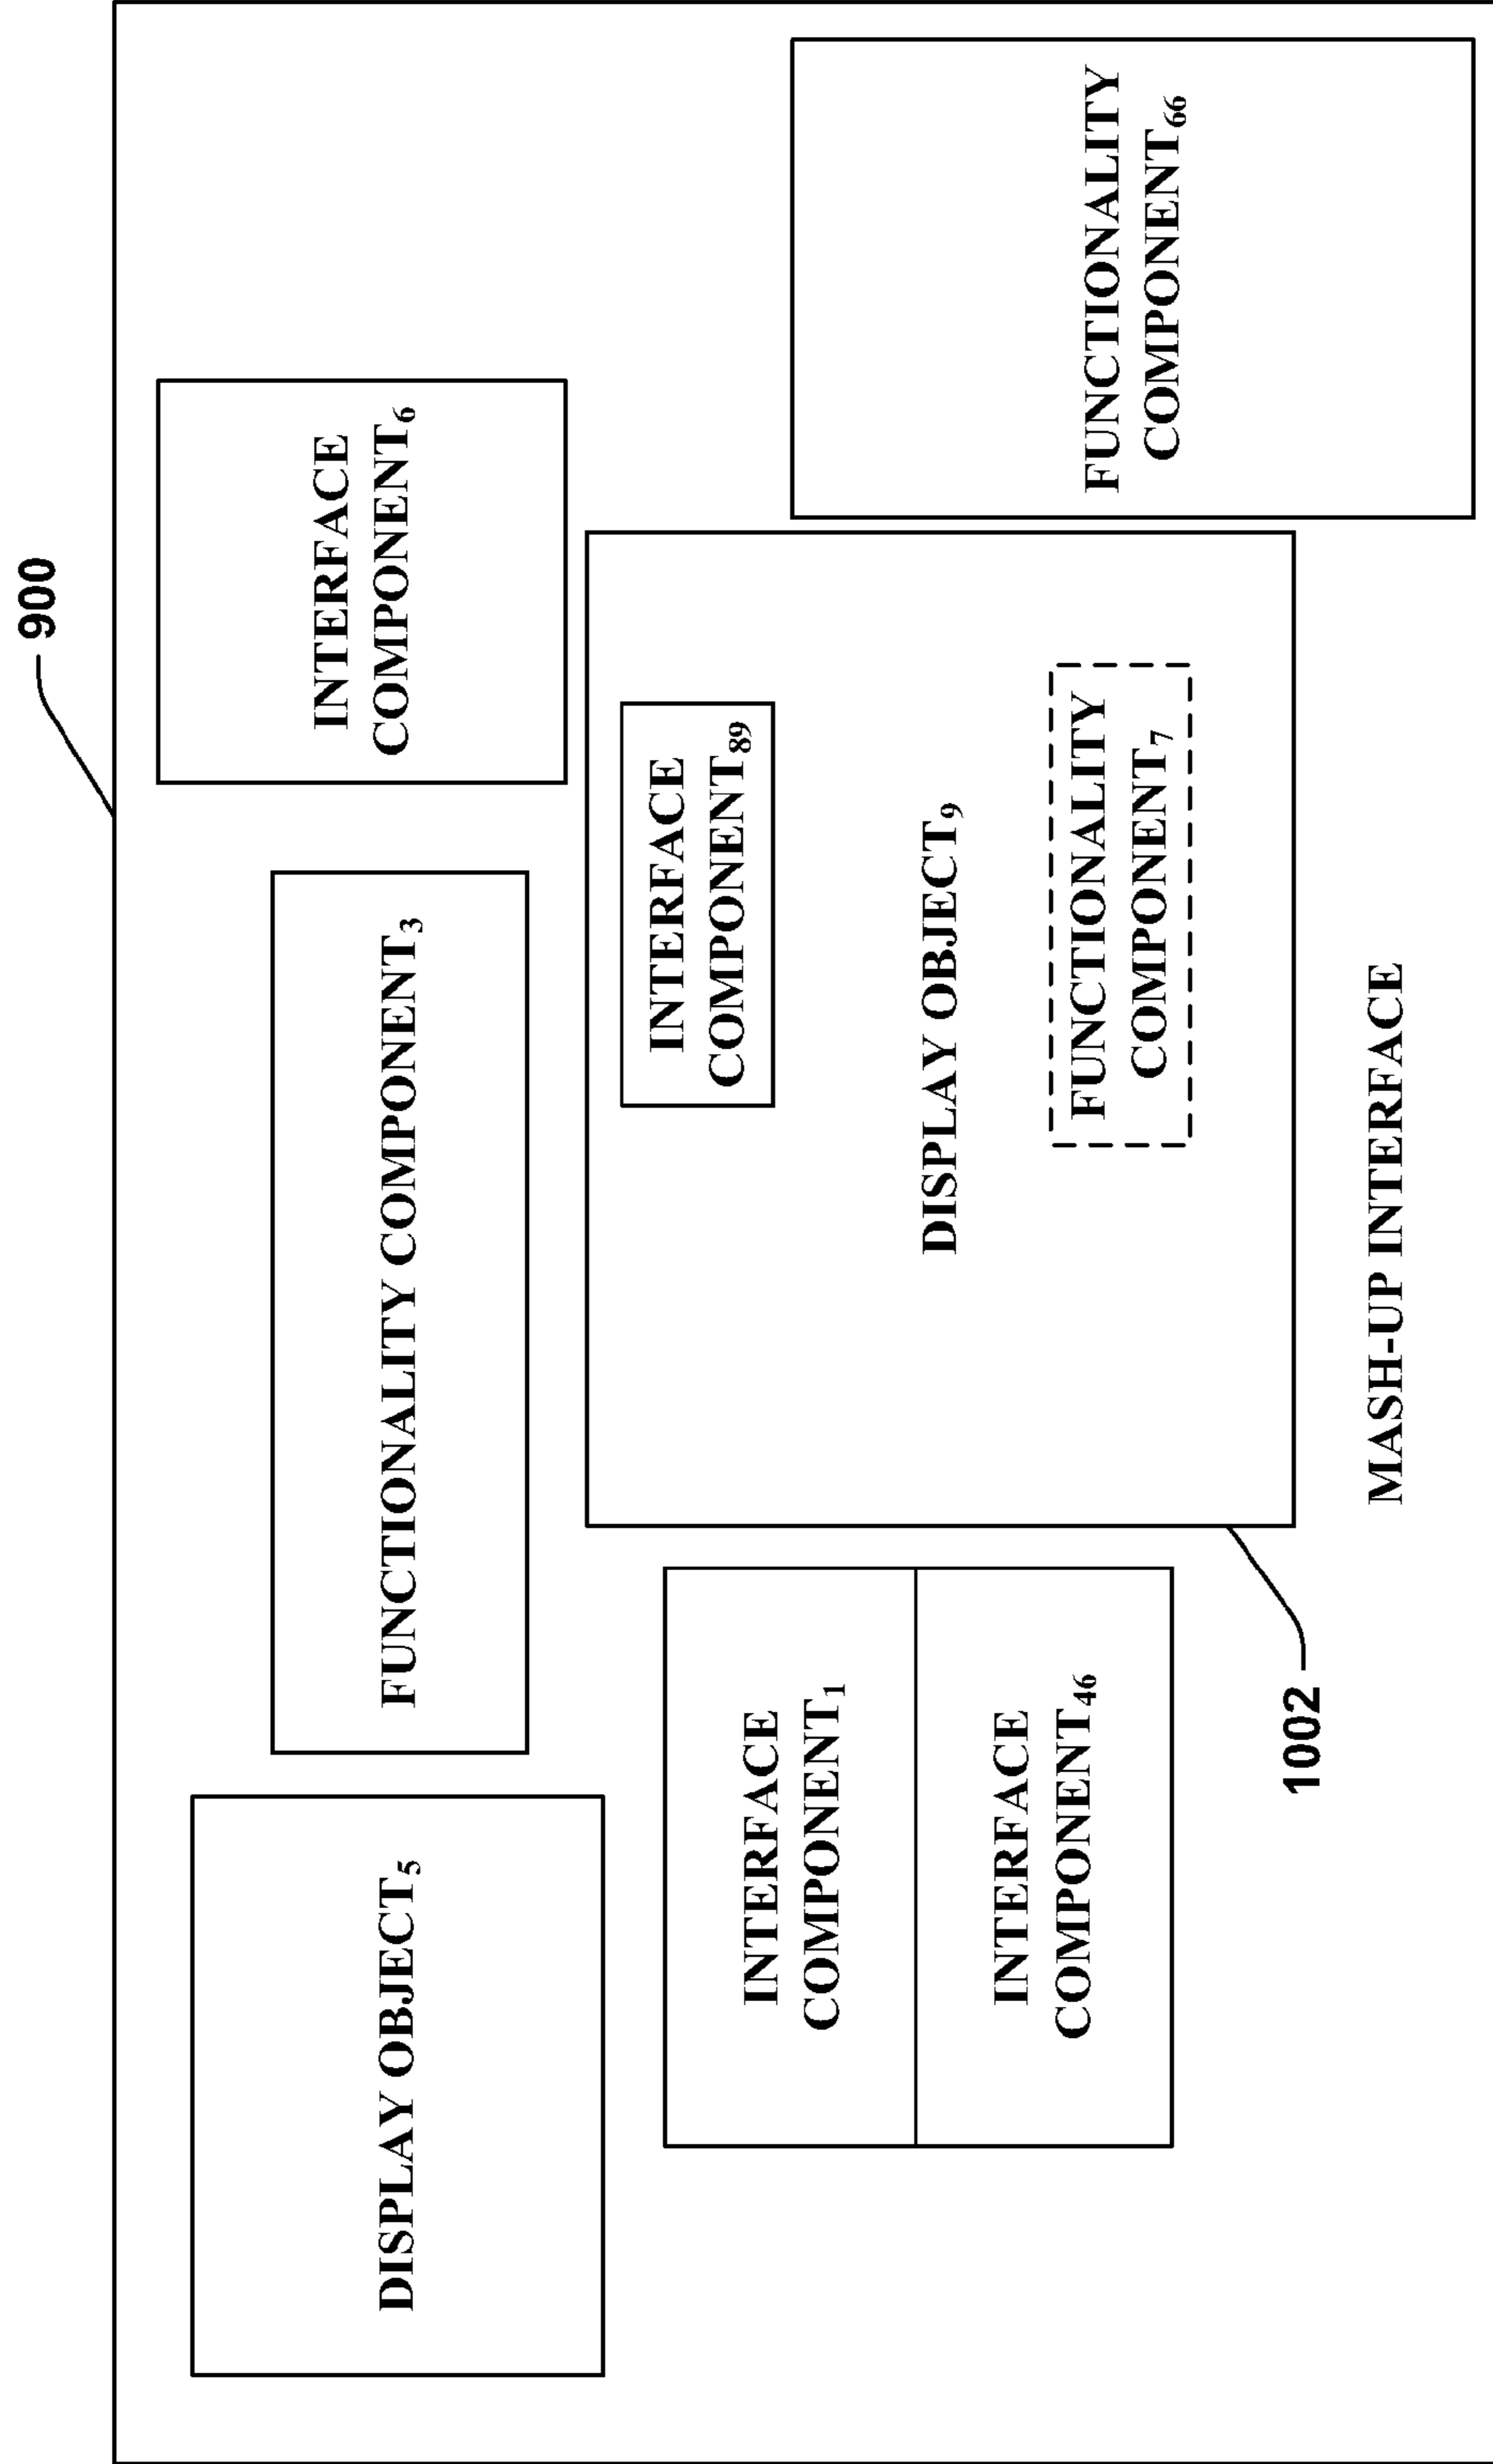 900
DISPLAY OBJECT₅
FUNCTIONALITY COMPONENT₃
INTERFACE
COMPONENT₆
INTERFACE
COMPONENT₁
INTERFACE
COMPONENT₄₆
INTERFACE
COMPONENT₈₉
DISPLAY OBJECT₉
FUNCTIONALITY
COMPONENT₇
FUNCTIONALITY
COMPONENT₆₆
1002
MASH-UP INTERFACE